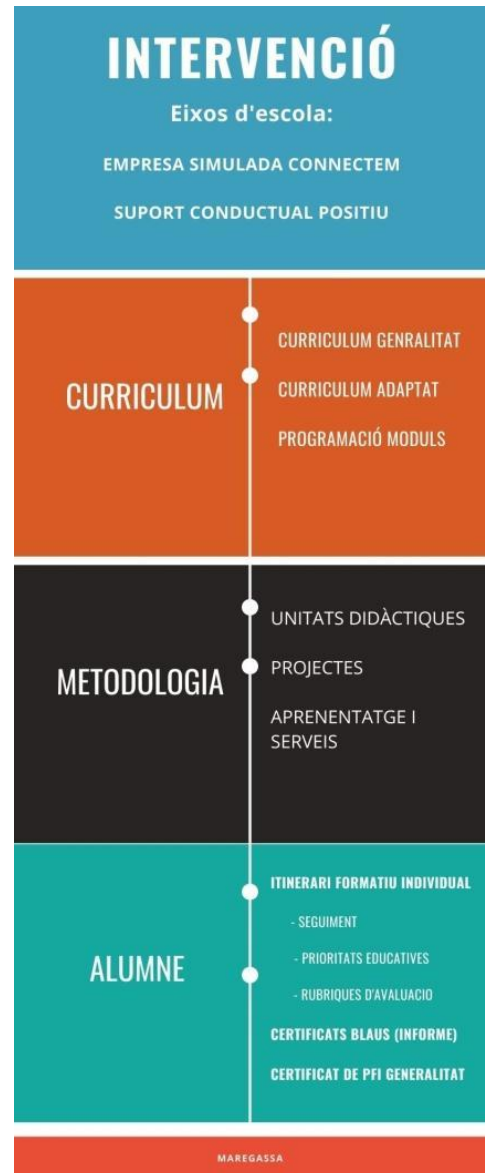 INTERVENCIÓ
Eixos d'escola:
EMPRESA SIMULADA CONNECTEM
SUPORT CONDUCTUAL POSITIU
CURRICULUM
CURRICULUM GENRALITAT
CURRICULUM ADAPTAT
PROGRAMACIÓ MODULS
METODOLOGIA
UNITATS DIDÀCTIQUES
PROJECTES
APRENENTATGE I
SERVEIS
ALUMNE
ITINERARI FORMATIU INDIVIDUAL
- SEGUIMENT
- PRIORITATS EDUCATIVES
- RUBRIQUES D'AVALUACIO
CERTIFICATS BLAUS (INFORME)
CERTIFICAT DE PFI GENERALITAT
MAREGASSA